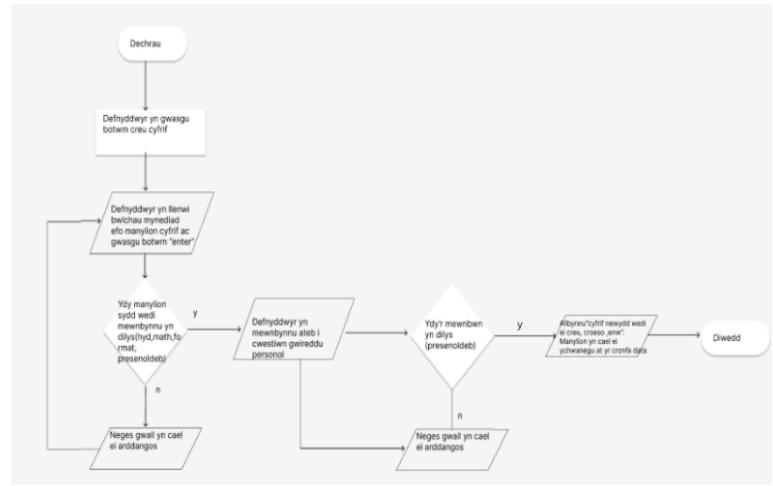 Dechrau
Defnyddwyr yn gwasgu
botwm creu cyfrif
Defnyddwyr yn llenwi
bwlchau mynediad
efo manylion cyfrif ac
gwasgu botwm "enter"
Ydy manylion
sydd wedi
mewnbynnu yn
dilys(hyd,math,fo
rmat,
presenoldeb)
y
n
Neges gwall yn cael
ei arddangos
Defnyddwyr yn
mewnbynnu ateb i
cwestiwn gwireddu
personol
Ydy'r mewnbwn
yn dilys
(presenoldeb)
y
n
Neges gwall yn cael
ei arddangos
Allbynnu"cyfrif newydd wedi
ei creu, croeso ,enw".
Manylion yn cael ei
ychwanegu at yr cronfa data
Diwedd